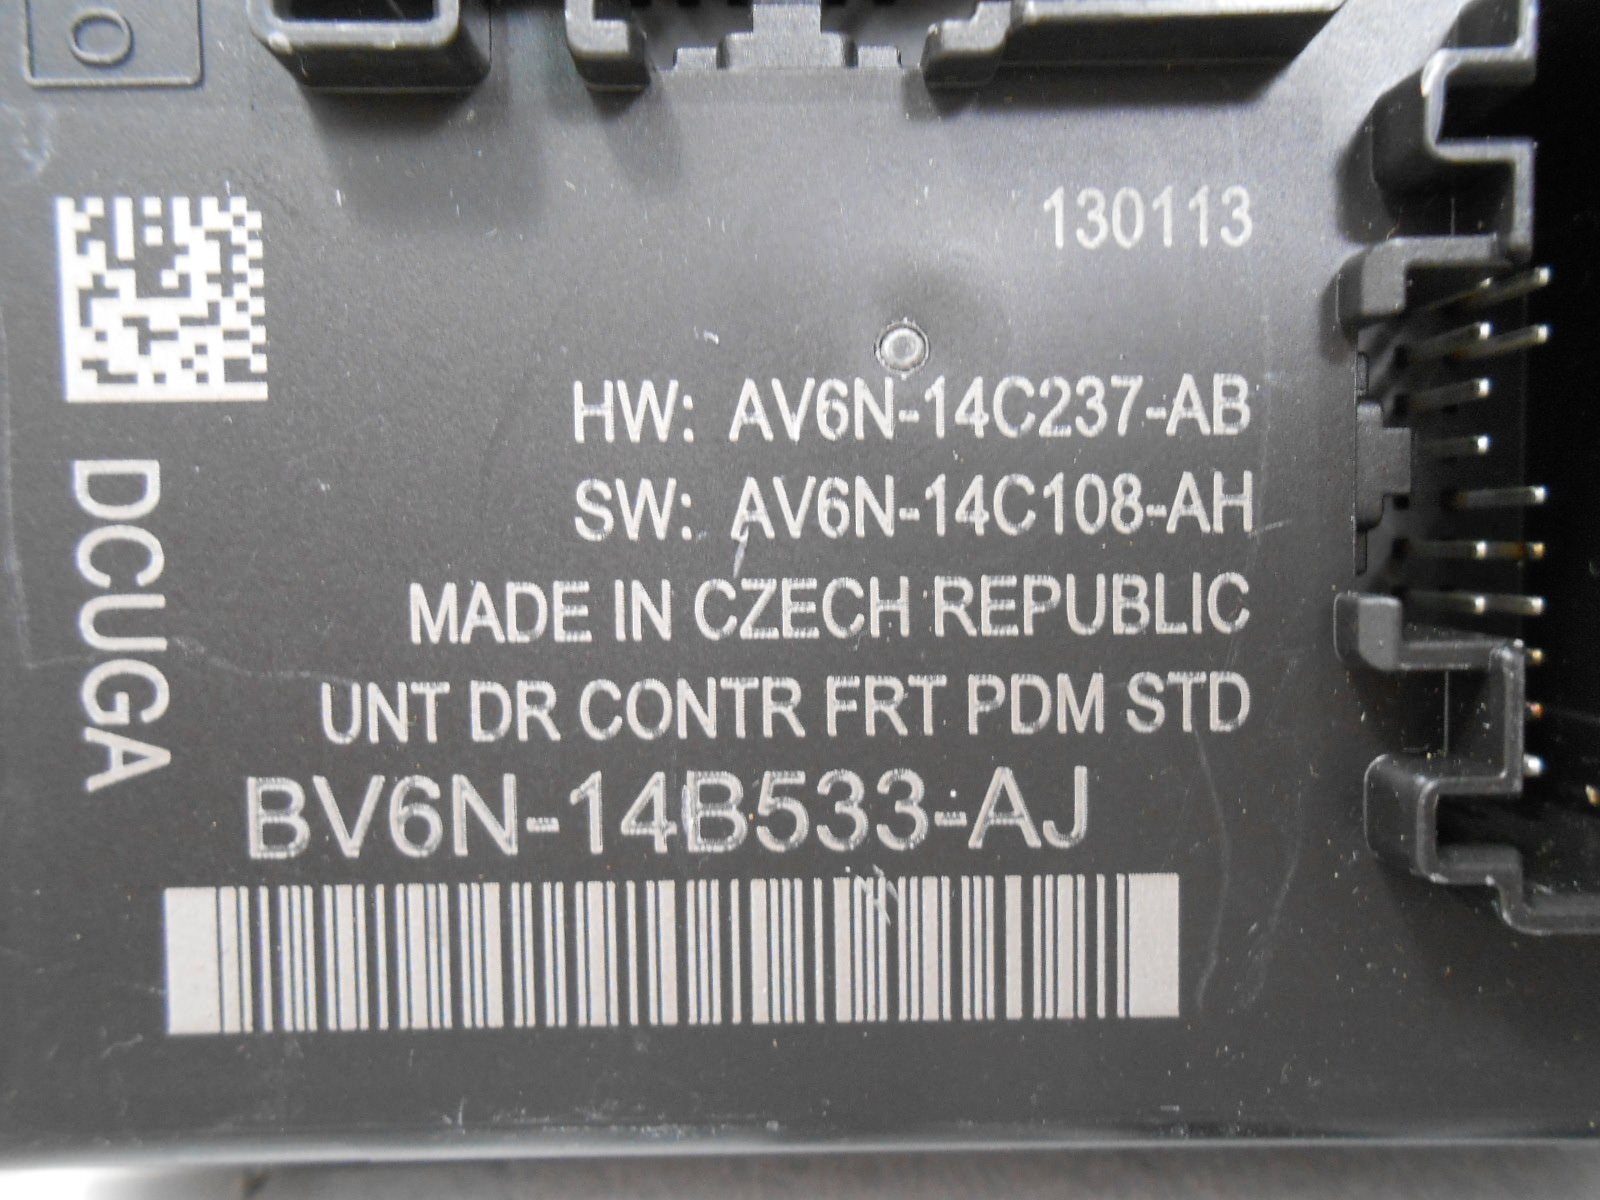 130113
HW: AV6N-14C237-AB
SW: AV6N-14C108-AH
MADE IN CZECH REPUBLIC
UNT DR CONTR FRT PDM STD
BV6N-14B533-AJ
DCUGA